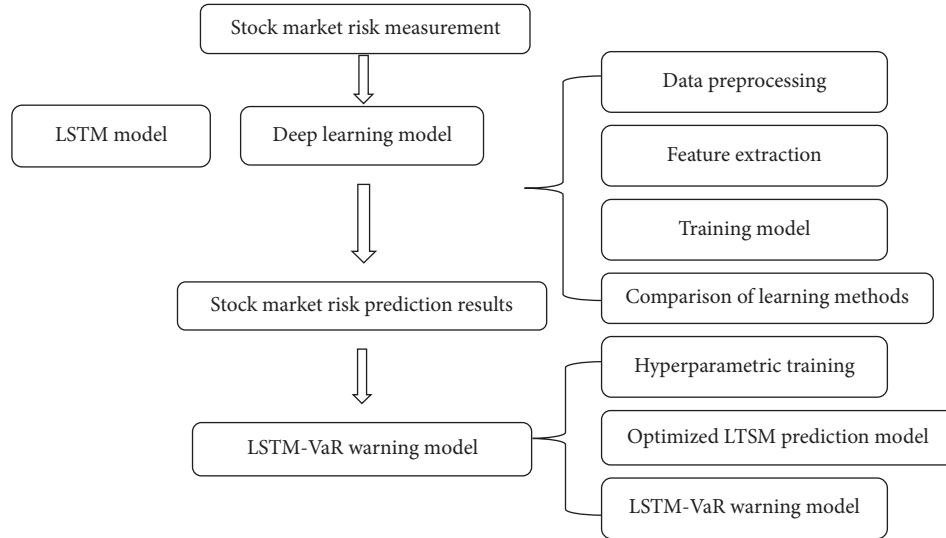 Stock market risk measurement
LSTM model
Deep learning model
Stock market risk prediction results
LSTM-VaR warning model
Data preprocessing
Feature extraction
Training model
Comparison of learning methods
Hyperparametric training
Optimized LTSM prediction model
LSTM-VaR warning model